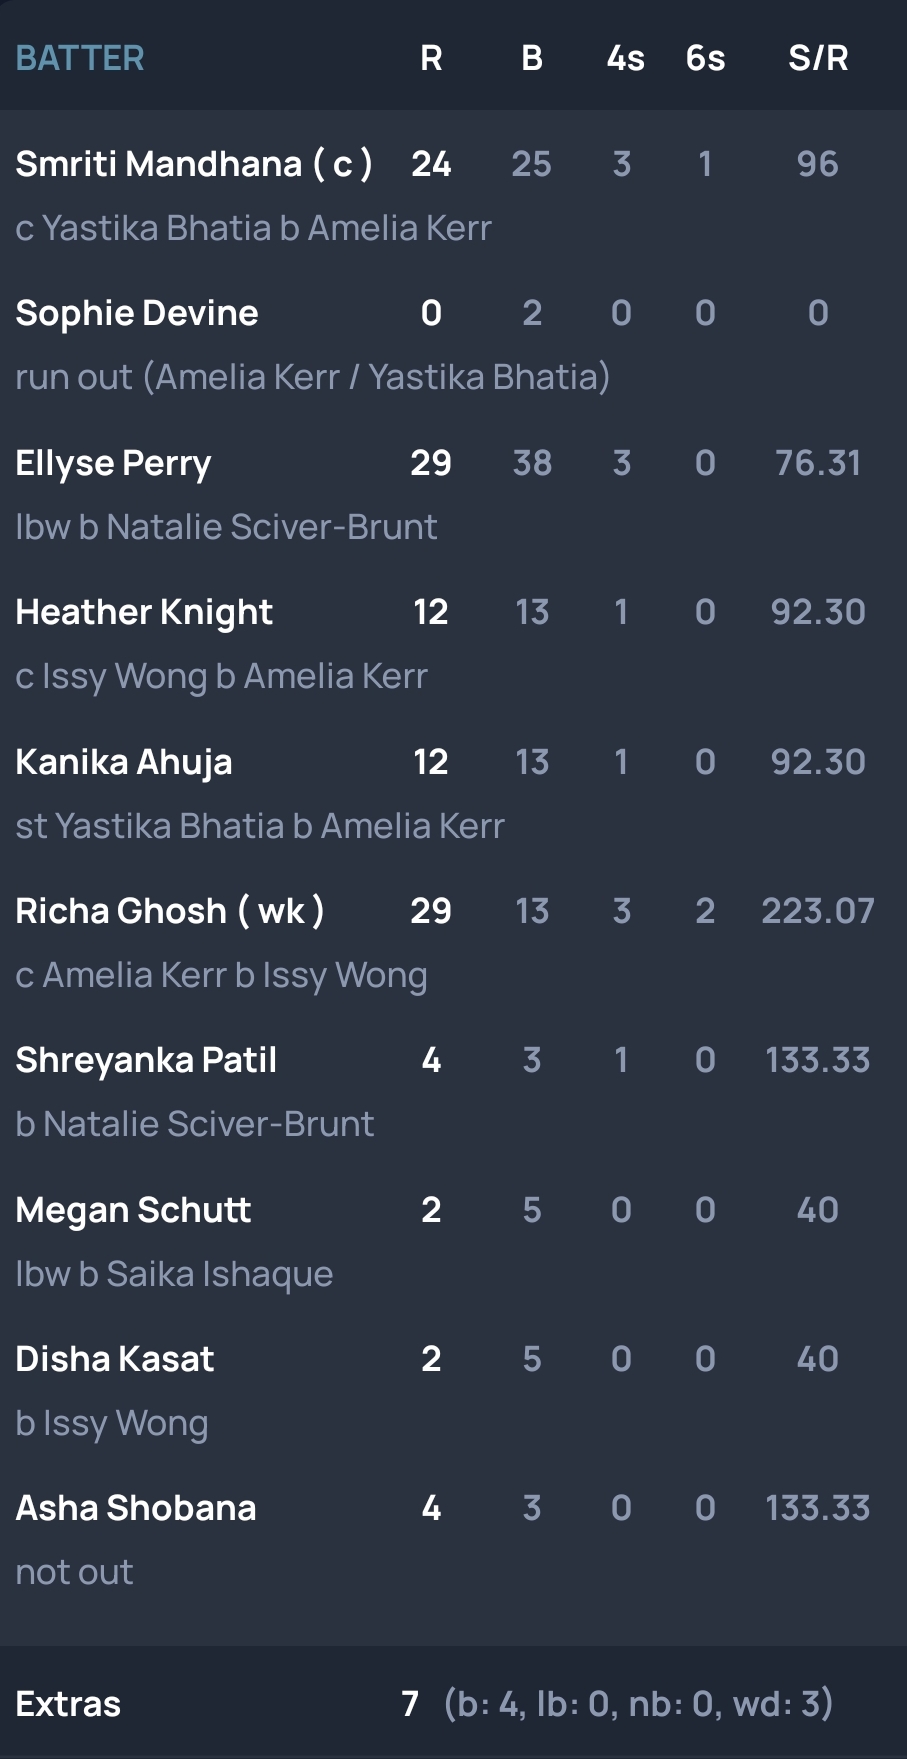 BATTER R B 4s 6s S/R
Smriti Mandhana ( c ) 24 25 3 1 96
c Yastika Bhatia b Amelia Kerr
Sophie Devine 0 2 0 0 0
run out (Amelia Kerr / Yastika Bhatia)
Ellyse Perry 29 38 3 0 76.31
lbw b Natalie Sciver-Brunt
Heather Knight 12 13 1 0 92.30
c Issy Wong b Amelia Kerr
Kanika Ahuja 12 13 1 0 92.30
st Yastika Bhatia b Amelia Kerr
Richa Ghosh ( wk ) 29 13 3 2 223.07
c Amelia Kerr b Issy Wong
Shreyanka Patil 4 3 1 0 133.33
b Natalie Sciver-Brunt
Megan Schutt 2 5 0 0 40
lbw b Saika Ishaque
Disha Kasat 2 5 0 0 40
b Issy Wong
Asha Shobana 4 3 0 0 133.33
not out
Extras 7 (b: 4, lb: 0, nb: 0, wd: 3)